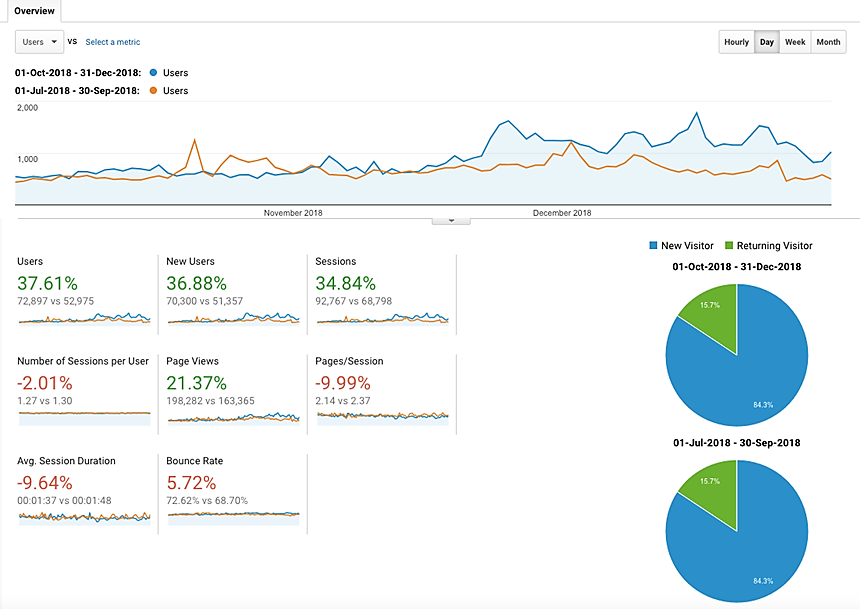 Overview
Users VS Select a metric
Hourly Day Week Month
01-Oct-2018 - 31-Dec-2018: Users
01-Jul-2018 - 30-Sep-2018: Users
2,000
1,000
November 2018 December 2018
New Visitor Returning Visitor
01-Oct-2018 - 31-Dec-2018
15.7%
84.3%
01-Jul-2018 - 30-Sep-2018
15.7%
84.3%
Users
37.61%
72,897 vs 52,975
New Users
36.88%
70,300 vs 51,357
Sessions
34.84%
92,767 vs 68,798
Number of Sessions per User
-2.01%
1.27 vs 1.30
Page Views
21.37%
198,282 vs 163,365
Pages/Session
-9.99%
2.14 vs 2.37
Avg. Session Duration
-9.64%
00:01:37 vs 00:01:48
Bounce Rate
5.72%
72.62% vs 68.70%